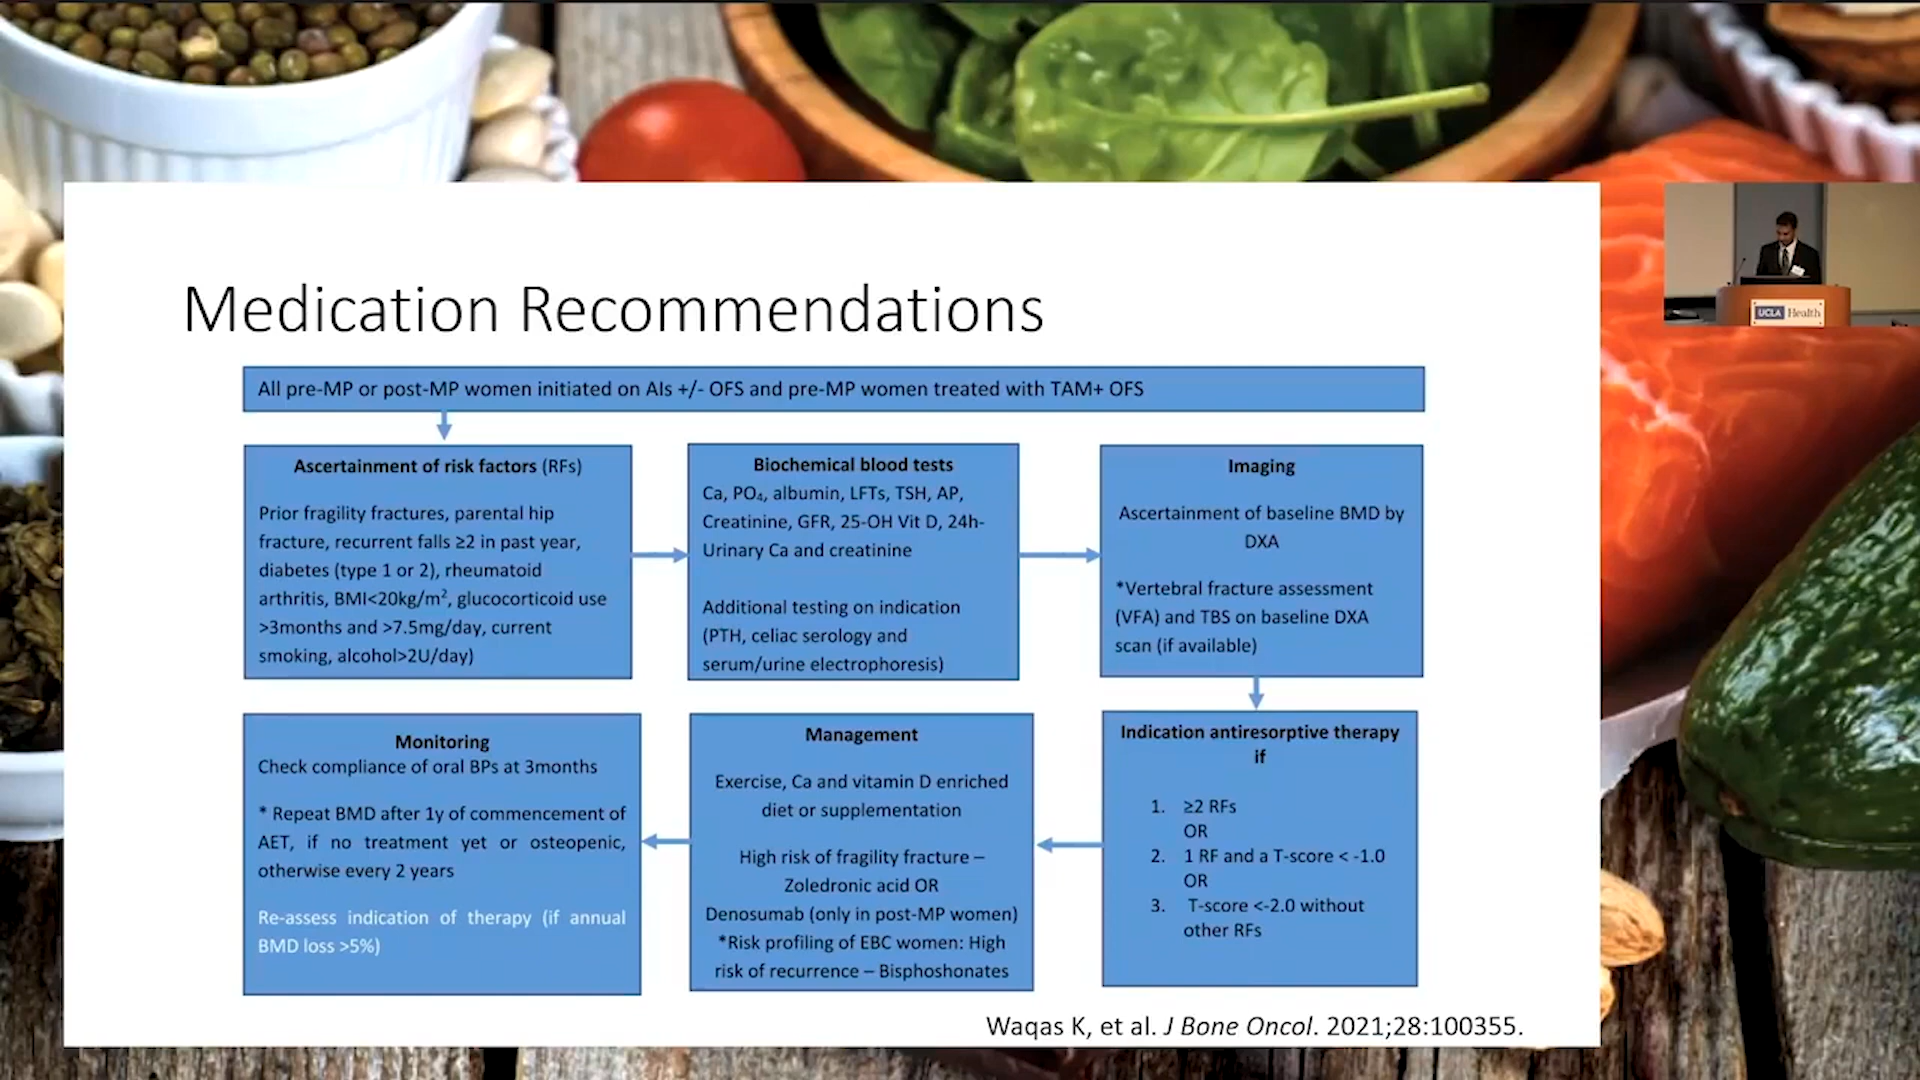 Medication Recommendations
All pre-MP or post-MP women initiated on AIs +/- OFS and pre-MP women treated with TAM+ OFS
Ascertainment of risk factors (RFs)
Prior fragility fractures, parental hip
fracture, recurrent falls ≥2 in past year,
diabetes (type 1 or 2), rheumatoid
arthritis, BMI<20kg/m², glucocorticoid use
>3months and >7.5mg/day, current
smoking, alcohol>2U/day)
Biochemical blood tests
Ca, PO₄, albumin, LFTs, TSH, AP,
Creatinine, GFR, 25-OH Vit D, 24h-
Urinary Ca and creatinine
Additional testing on indication
(PTH, celiac serology and
serum/urine electrophoresis)
Imaging
Ascertainment of baseline BMD by
DXA
*Vertebral fracture assessment
(VFA) and TBS on baseline DXA
scan (if available)
Indication antiresorptive therapy
if
1. ≥2 RFs
OR
2. 1 RF and a T-score < -1.0
OR
3. T-score <-2.0 without
other RFs
Management
Exercise, Ca and vitamin D enriched
diet or supplementation
High risk of fragility fracture –
Zoledronic acid OR
Denosumab (only in post-MP women)
*Risk profiling of EBC women: High
risk of recurrence – Bisphoshonates
Monitoring
Check compliance of oral BPs at 3months
* Repeat BMD after 1y of commencement of
AET, if no treatment yet or osteopenic,
otherwise every 2 years
Re-assess indication of therapy (if annual
BMD loss >5%)
Waqas K, et al. J Bone Oncol. 2021;28:100355.
UCLA Health